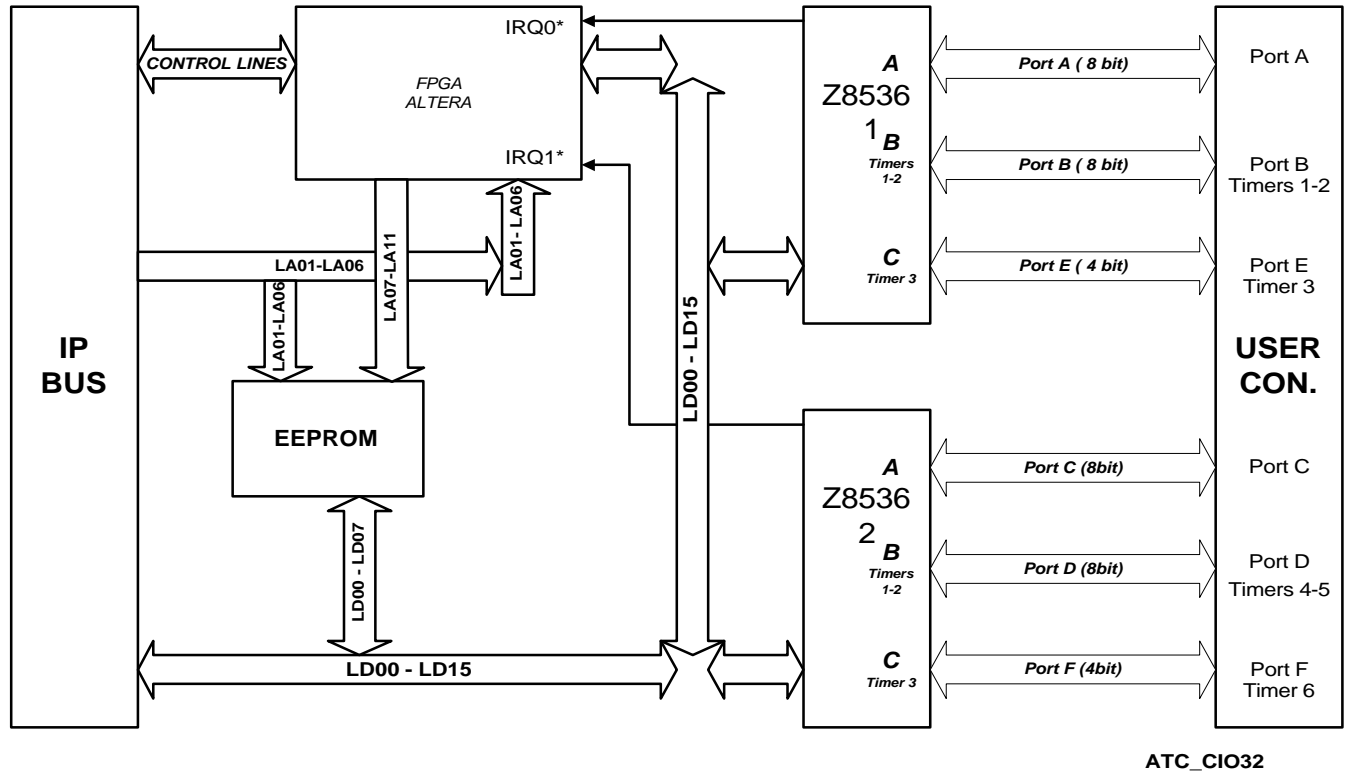 IRQ0*
CONTROL LINES
FPGA
ALTERA
IRQ1*
LA01- LA06
LA07-LA11
LA01-LA06
LA01-LA06
IP
BUS
EEPROM
LD00 - LD07
LD00 - LD15
LD00 - LD15
A
Z8536
1
B
Timers
1-2
C
Timer 3
Port A ( 8 bit)
Port B ( 8 bit)
Port E ( 4 bit)
Port A
Port B
Timers 1-2
Port E
Timer 3
USER
CON.
A
Z8536
2
B
Timers
1-2
C
Timer 3
Port C (8bit)
Port D (8bit)
Port F (4bit)
Port C
Port D
Timers 4-5
Port F
Timer 6
ATC_CIO32